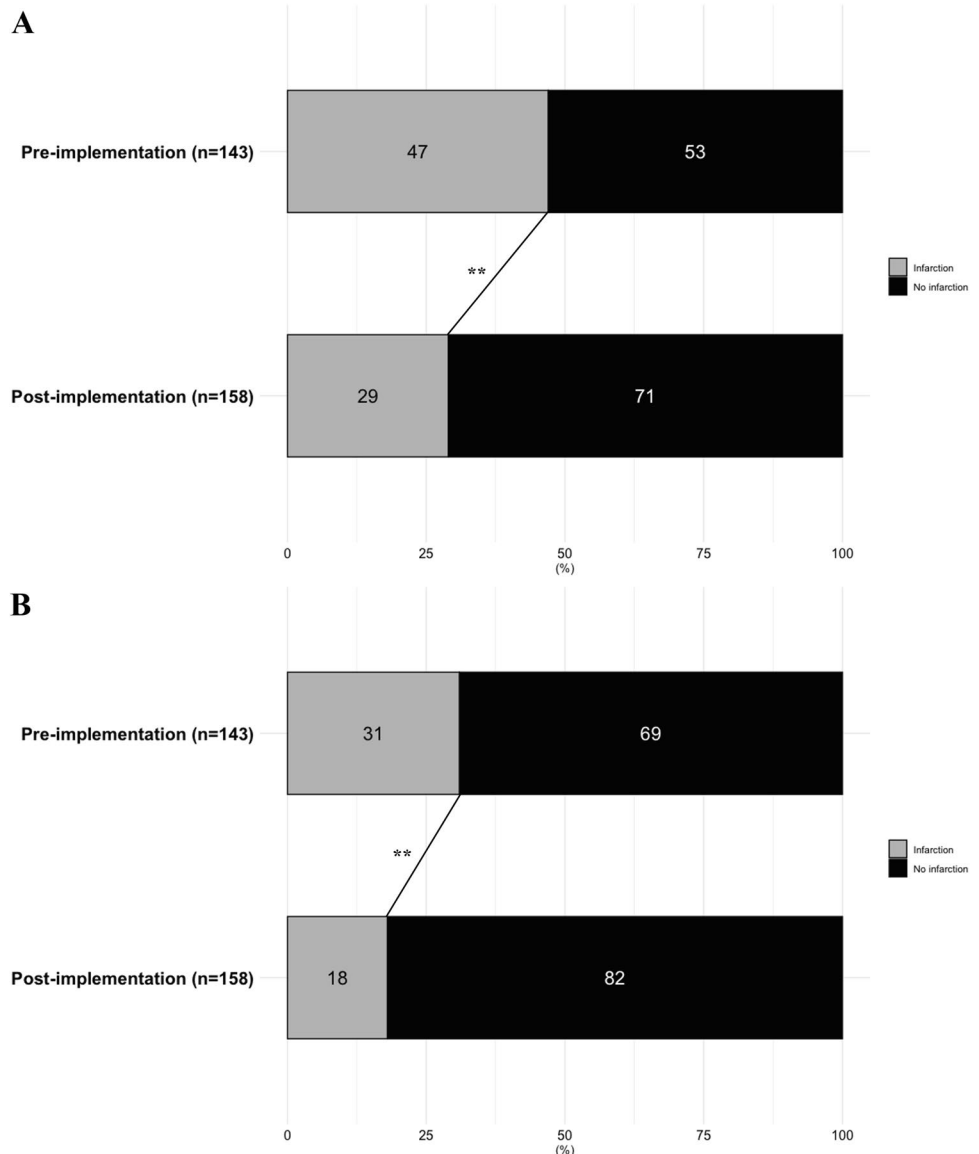 A
Pre-implementation (n=143)
47
53
**
Infarction
No infarction
Post-implementation (n=158)
29
71
0
25
50
75
100
(%)
B
Pre-implementation (n=143)
31
69
**
Infarction
No infarction
Post-implementation (n=158)
18
82
0
25
50
75
100
(%)